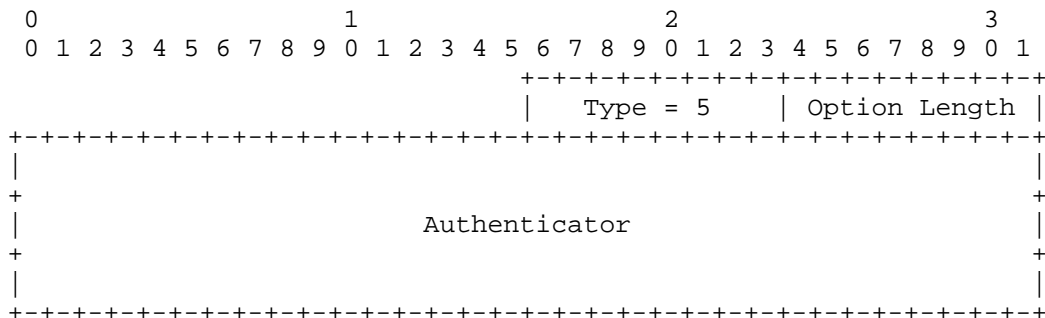 0                   1                   2                   3
 0 1 2 3 4 5 6 7 8 9 0 1 2 3 4 5 6 7 8 9 0 1 2 3 4 5 6 7 8 9 0 1
                                +-+-+-+-+-+-+-+-+-+-+-+-+-+-+-+-+
                                |   Type = 5    | Option Length |
+-+-+-+-+-+-+-+-+-+-+-+-+-+-+-+-+-+-+-+-+-+-+-+-+-+-+-+-+-+-+-+-+
|                                                               |
+                                                               +
|                         Authenticator                         |
+                                                               +
|                                                               |
+-+-+-+-+-+-+-+-+-+-+-+-+-+-+-+-+-+-+-+-+-+-+-+-+-+-+-+-+-+-+-+-+